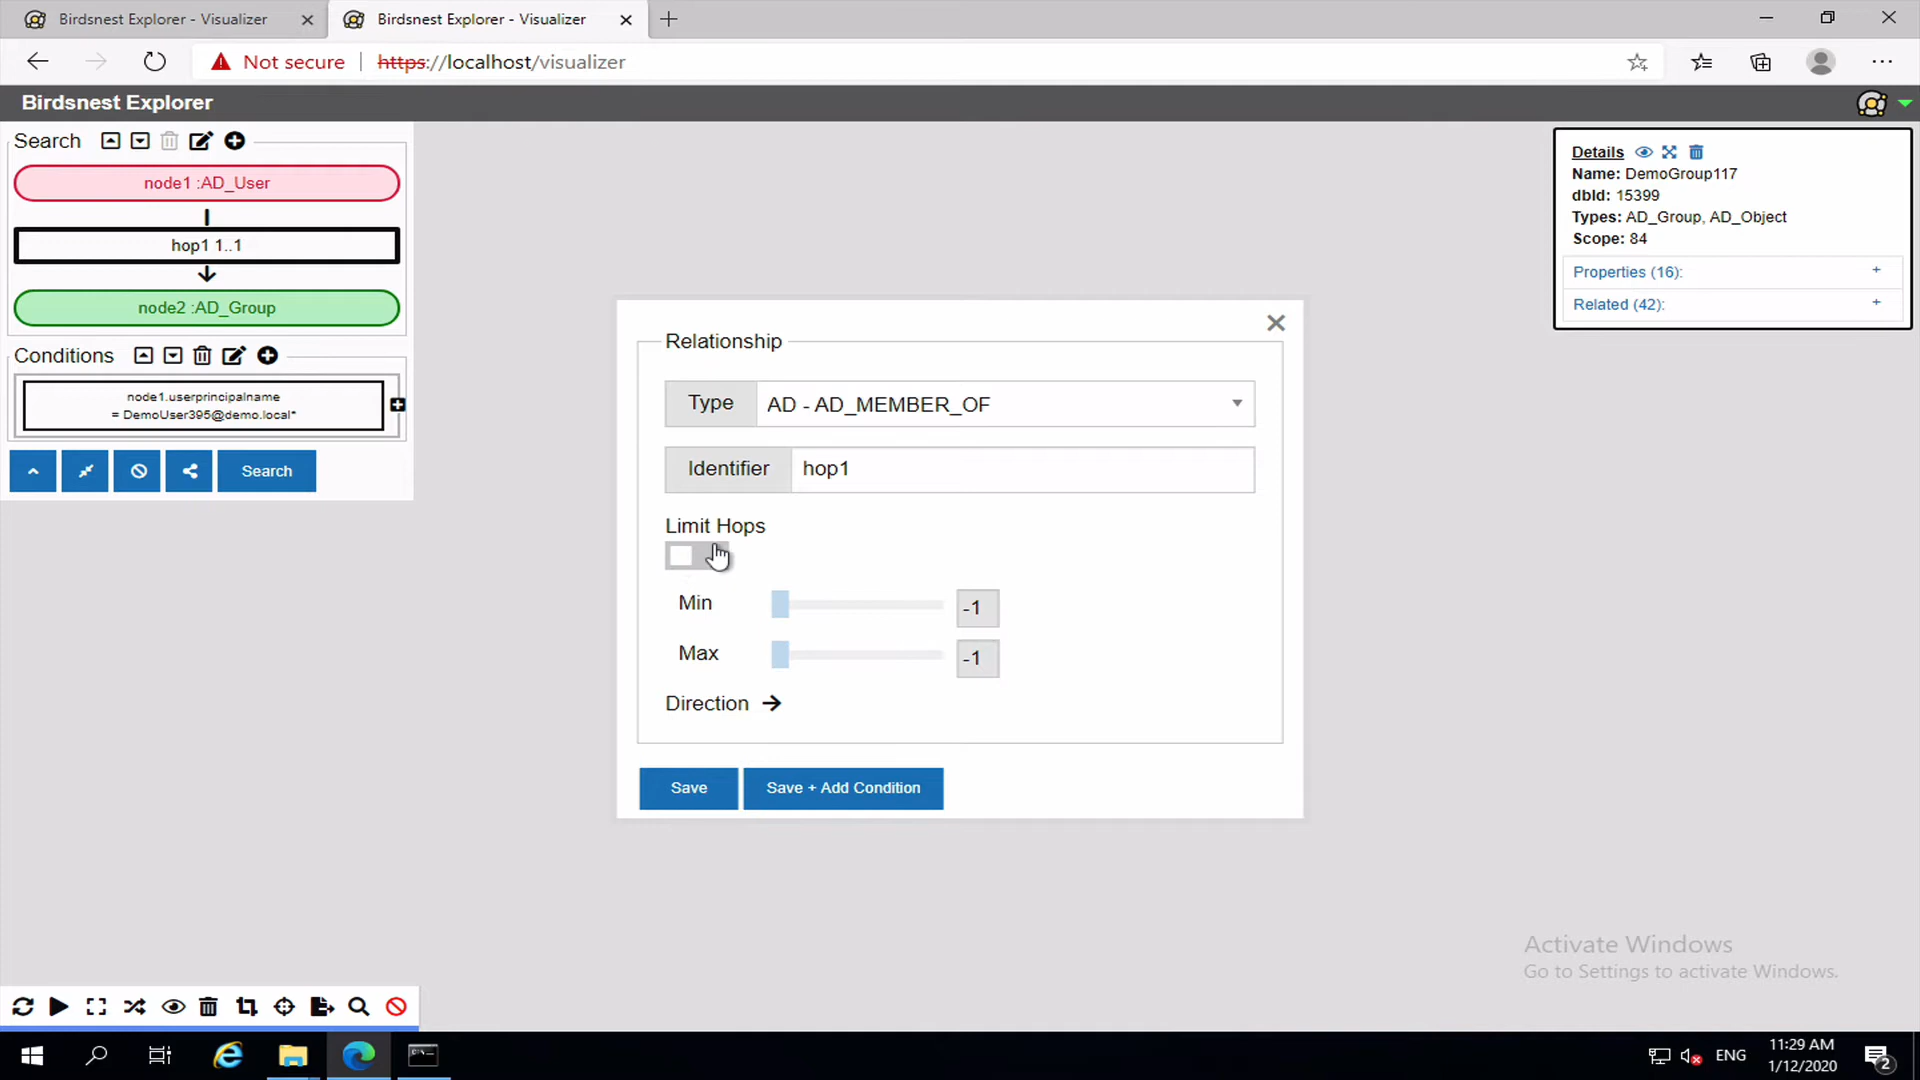 Birdsnest Explorer - Visualizer
Birdsnest Explorer - Visualizer
Not secure
https://localhost/visualizer
Birdsnest Explorer
Search
node1 :AD_User
hop1 1..1
node2 :AD_Group
Conditions
node1.userprincipalname
= DemoUser395@demo.local*
Search
Details
Name: DemoGroup117
dbId: 15399
Types: AD_Group, AD_Object
Scope: 84
Properties (16): +
Related (42): +
Relationship
Type AD - AD_MEMBER_OF
Identifier hop1
Limit Hops
Min -1
Max -1
Direction
Save
Save + Add Condition
Activate Windows
Go to Settings to activate Windows.
ENG
11:29 AM
1/12/2020
2